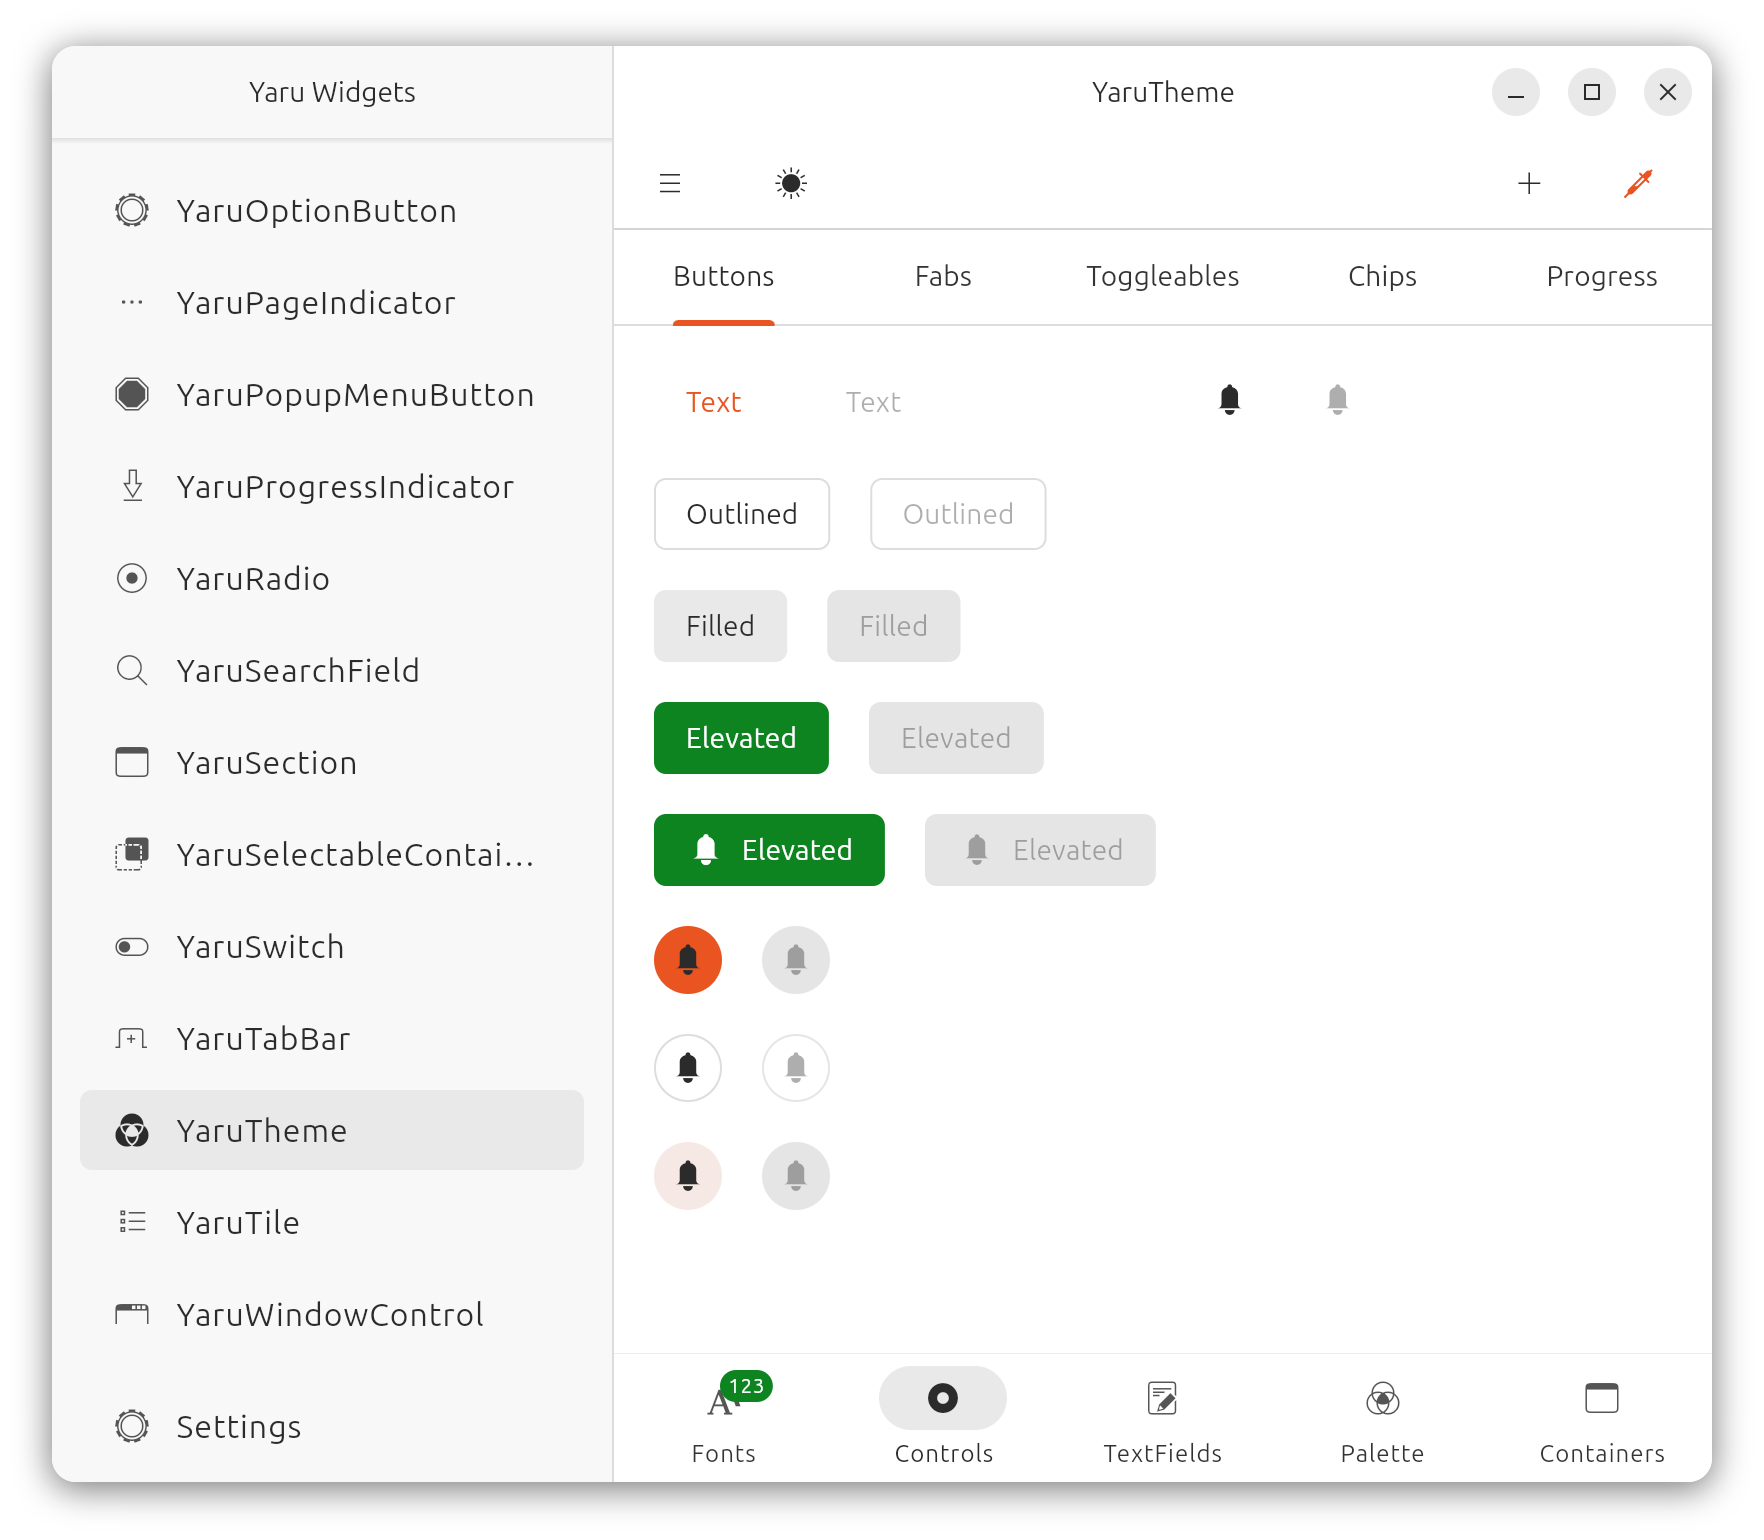 Yaru Widgets
YaruOptionButton
YaruPageIndicator
YaruPopupMenuButton
YaruProgressIndicator
YaruRadio
YaruSearchField
YaruSection
YaruSelectableContai...
YaruSwitch
YaruTabBar
YaruTheme
YaruTile
YaruWindowControl
Settings
YaruTheme
Buttons Fabs Toggleables Chips Progress
Text Text
Outlined Outlined
Filled Filled
Elevated Elevated
Elevated Elevated
123
Fonts Controls TextFields Palette Containers